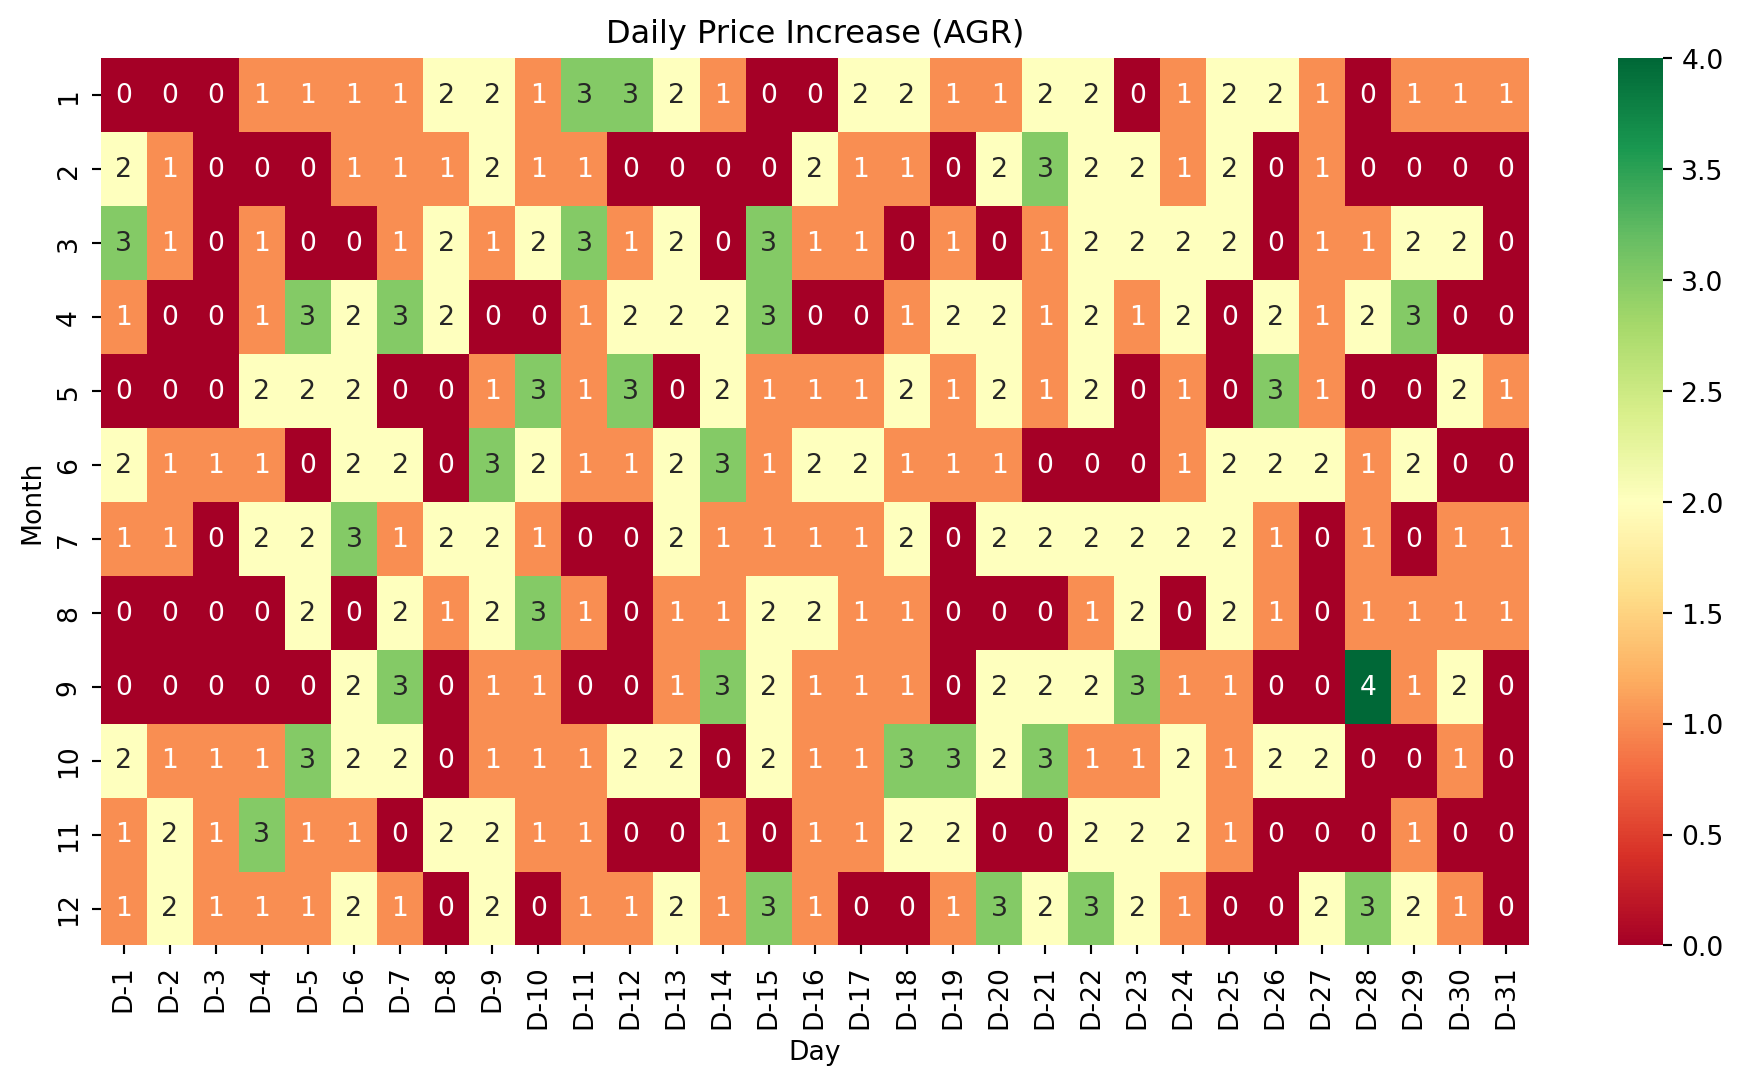 Daily Price Increase (AGR)
1 0 0 0 1 1 1 1 2 2 1 3 3 2 1 0 0 2 2 1 1 2 2 0 1 2 2 1 0 1 1 1
2 2 1 0 0 0 1 1 1 2 1 1 0 0 0 0 2 1 1 0 2 3 2 2 1 2 0 1 0 0 0 0
3 3 1 0 1 0 0 1 2 1 2 3 1 2 0 3 1 1 0 1 0 1 2 2 2 2 0 1 1 2 2 0
4 1 0 0 1 3 2 3 2 0 0 1 2 2 2 3 0 0 1 2 2 1 2 1 2 0 2 1 2 3 0 0
5 0 0 0 2 2 2 0 0 1 3 1 3 0 2 1 1 1 2 1 2 1 2 0 1 0 3 1 0 0 2 1
6 2 1 1 1 0 2 2 0 3 2 1 1 2 3 1 2 2 1 1 1 0 0 0 1 2 2 2 1 2 0 0
7 1 1 0 2 2 3 1 2 2 1 0 0 2 1 1 1 1 2 0 2 2 2 2 2 2 1 0 1 0 1 1
8 0 0 0 0 2 0 2 1 2 3 1 0 1 1 2 2 1 1 0 0 0 1 2 0 2 1 0 1 1 1 1
9 0 0 0 0 0 2 3 0 1 1 0 0 1 3 2 1 1 1 0 2 2 2 3 1 1 0 0 4 1 2 0
10 2 1 1 1 3 2 2 0 1 1 1 2 2 0 2 1 1 3 3 2 3 1 1 2 1 2 2 0 0 1 0
11 1 2 1 3 1 1 0 2 2 1 1 0 0 1 0 1 1 2 2 0 0 2 2 2 1 0 0 0 1 0 0
12 1 2 1 1 1 2 1 0 2 0 1 1 2 1 3 1 0 0 1 3 2 3 2 1 0 0 2 3 2 1 0
Month
D-1 D-2 D-3 D-4 D-5 D-6 D-7 D-8 D-9 D-10 D-11 D-12 D-13 D-14 D-15 D-16 D-17 D-18 D-19 D-20 D-21 D-22 D-23 D-24 D-25 D-26 D-27 D-28 D-29 D-30 D-31
Day
4.0
3.5
3.0
2.5
2.0
1.5
1.0
0.5
0.0